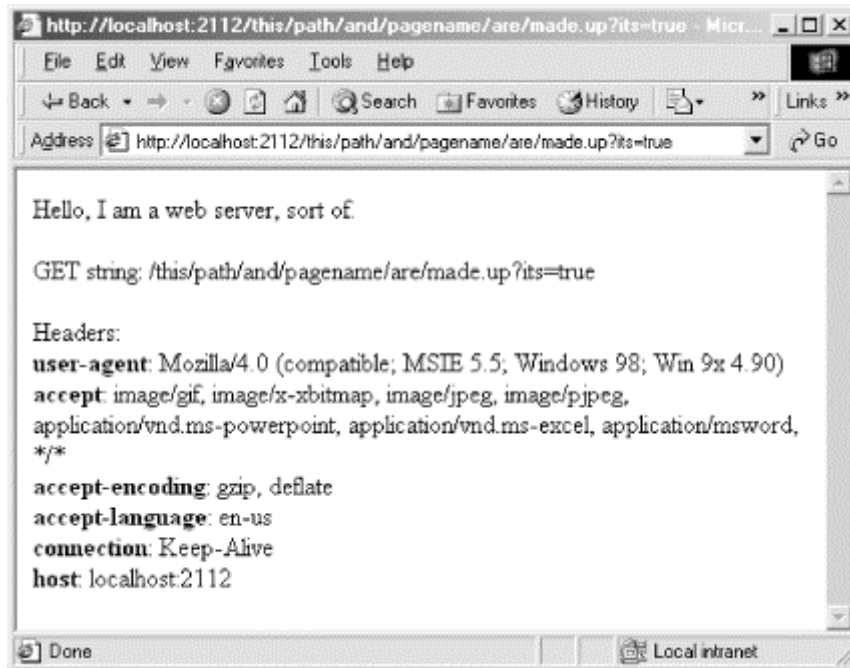 http://localhost:2112/this/path/and/pagename/are/made.up?its=true - Micr...
File Edit View Favorites Tools Help
Back Search Favorites History » Links »
Address http://localhost:2112/this/path/and/pagename/are/made.up?its=true Go
Hello, I am a web server, sort of.
GET string: /this/path/and/pagename/are/made.up?its=true
Headers:
user-agent: Mozilla/4.0 (compatible; MSIE 5.5; Windows 98; Win 9x 4.90)
accept: image/gif, image/x-xbitmap, image/jpeg, image/pjpeg,
application/vnd.ms-powerpoint, application/vnd.ms-excel, application/msword,
*/*
accept-encoding: gzip, deflate
accept-language: en-us
connection: Keep-Alive
host: localhost:2112
Done Local intranet